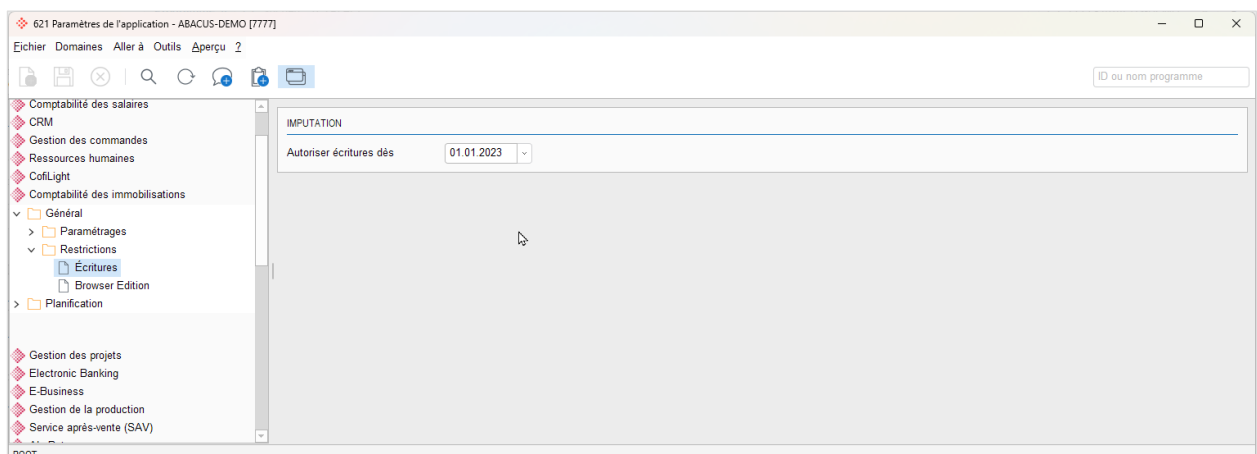 621 Paramètres de l'application - ABACUS-DEMO [7777]
Fichier Domaines Aller à Outils Aperçu ?
ID ou nom programme
Comptabilité des salaires
CRM
Gestion des commandes
Ressources humaines
CofiLight
Comptabilité des immobilisations
Général
Paramétrages
Restrictions
Écritures
Browser Edition
Planification
Gestion des projets
Electronic Banking
E-Business
Gestion de la production
Service après-vente (SAV)
IMPUTATION
Autoriser écritures dès 01.01.2023